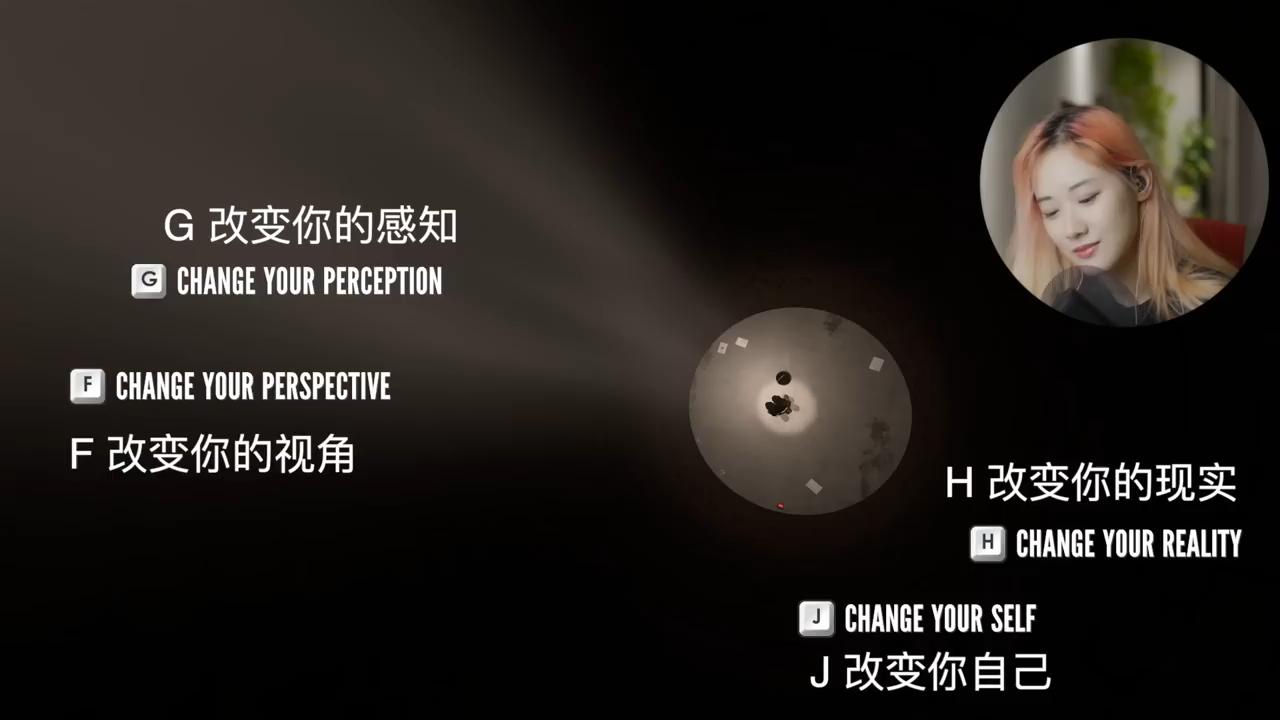 G 改变你的感知
G CHANGE YOUR PERCEPTION
F CHANGE YOUR PERSPECTIVE
F 改变你的视角
H 改变你的现实
H CHANGE YOUR REALITY
J CHANGE YOUR SELF
J 改变你自己